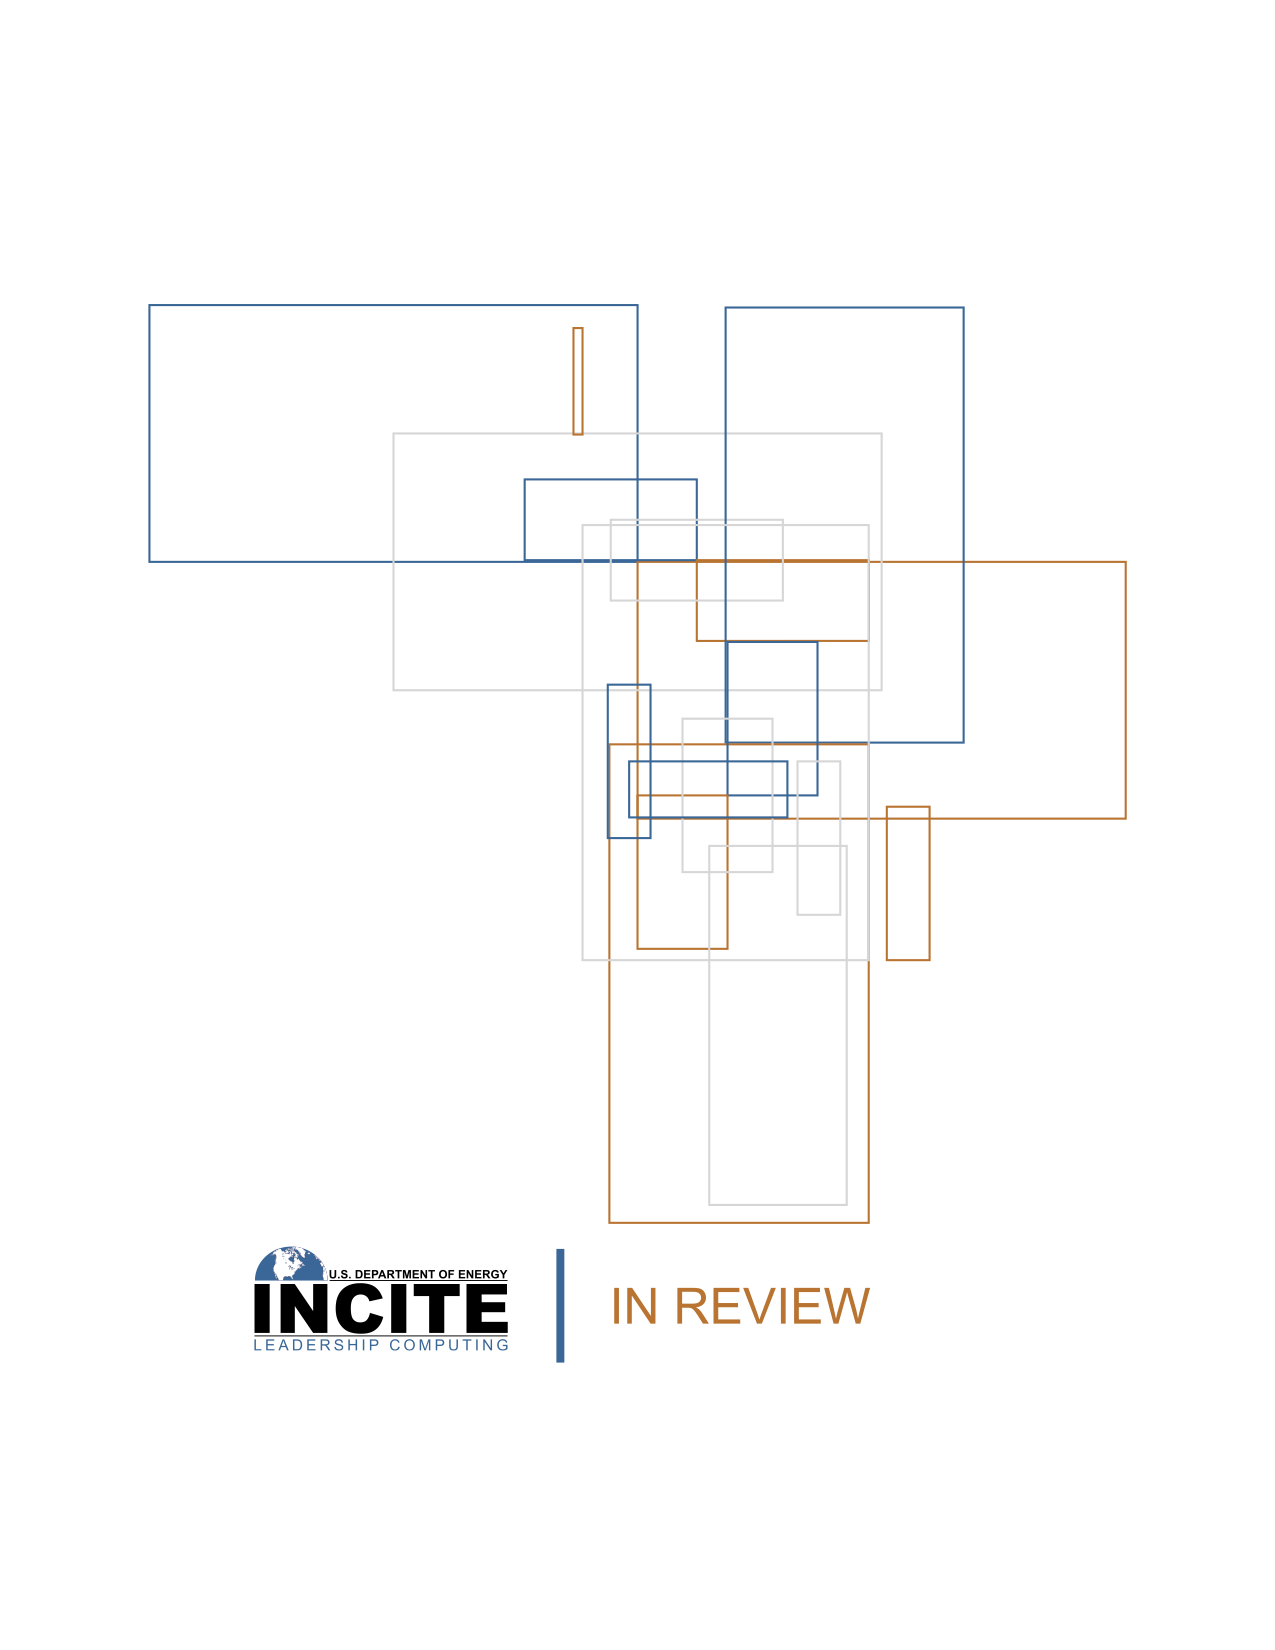 U.S. DEPARTMENT OF ENERGY
INCITE
LEADERSHIP COMPUTING
IN REVIEW